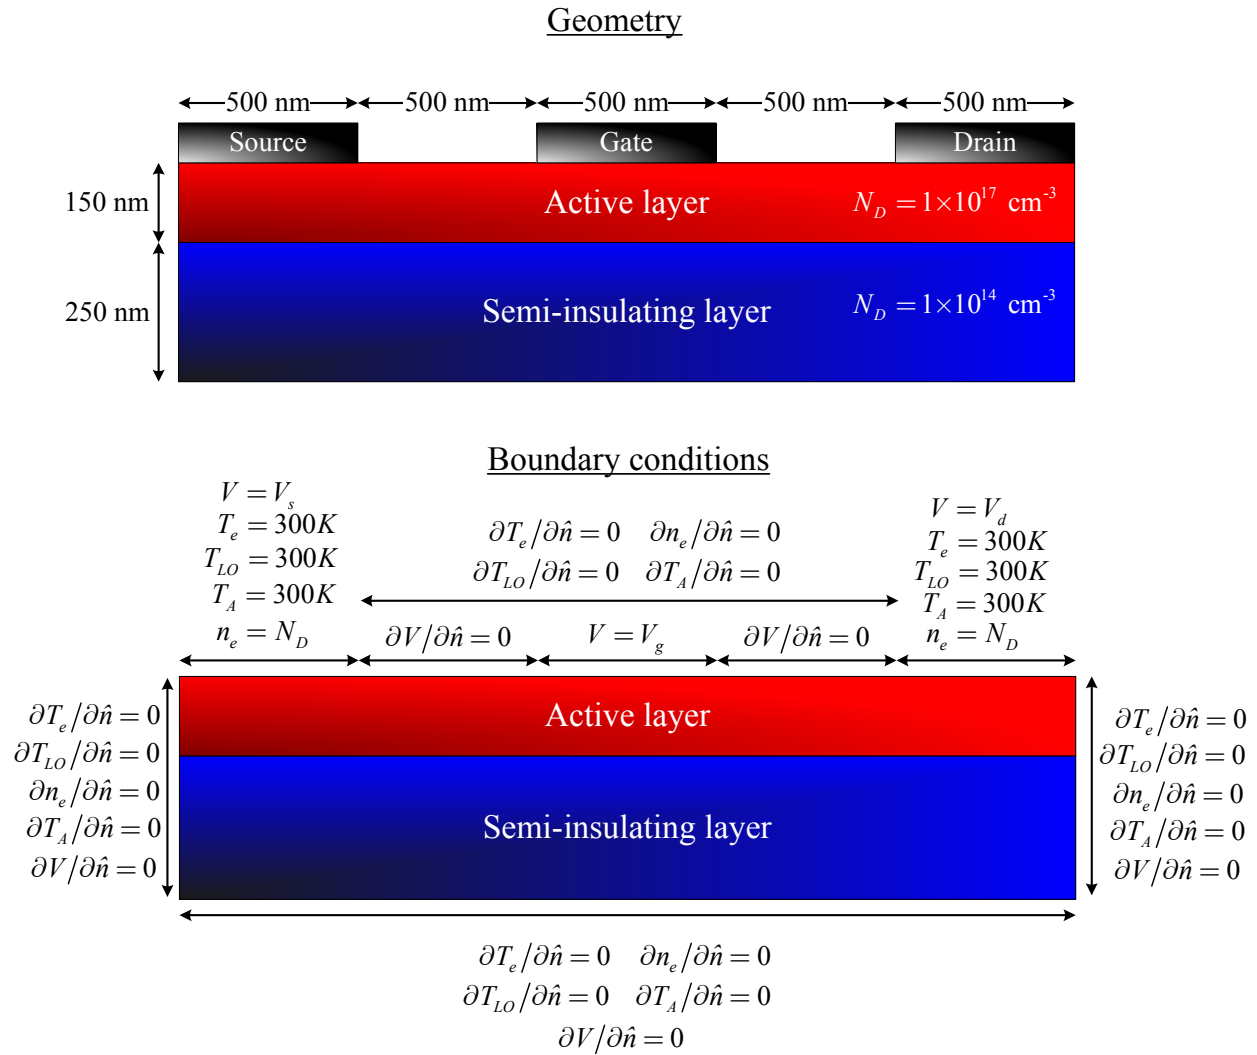 Geometry
500 nm 500 nm 500 nm 500 nm 500 nm
Source Gate Drain
150 nm
Active layer
N_D = 1×10^17 cm^-3
250 nm
Semi-insulating layer
N_D = 1×10^14 cm^-3
Boundary conditions
V = V_s
T_e = 300K
T_LO = 300K
T_A = 300K
n_e = N_D
∂T_e/∂n̂ = 0 ∂n_e/∂n̂ = 0
∂T_LO/∂n̂ = 0 ∂T_A/∂n̂ = 0
V = V_d
T_e = 300K
T_LO = 300K
T_A = 300K
n_e = N_D
∂V/∂n̂ = 0 V = V_g ∂V/∂n̂ = 0
∂T_e/∂n̂ = 0
∂T_LO/∂n̂ = 0
∂n_e/∂n̂ = 0
∂T_A/∂n̂ = 0
∂V/∂n̂ = 0
Active layer
Semi-insulating layer
∂T_e/∂n̂ = 0
∂T_LO/∂n̂ = 0
∂n_e/∂n̂ = 0
∂T_A/∂n̂ = 0
∂V/∂n̂ = 0
∂T_e/∂n̂ = 0 ∂n_e/∂n̂ = 0
∂T_LO/∂n̂ = 0 ∂T_A/∂n̂ = 0
∂V/∂n̂ = 0